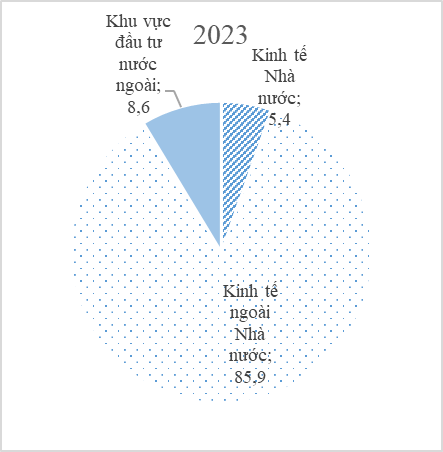 2023
Khu vực
đầu tư
nước
ngoài;
8,6
Kinh tế
Nhà
nước;
5,4
Kinh tế
ngoài
Nhà
nước;
85,9